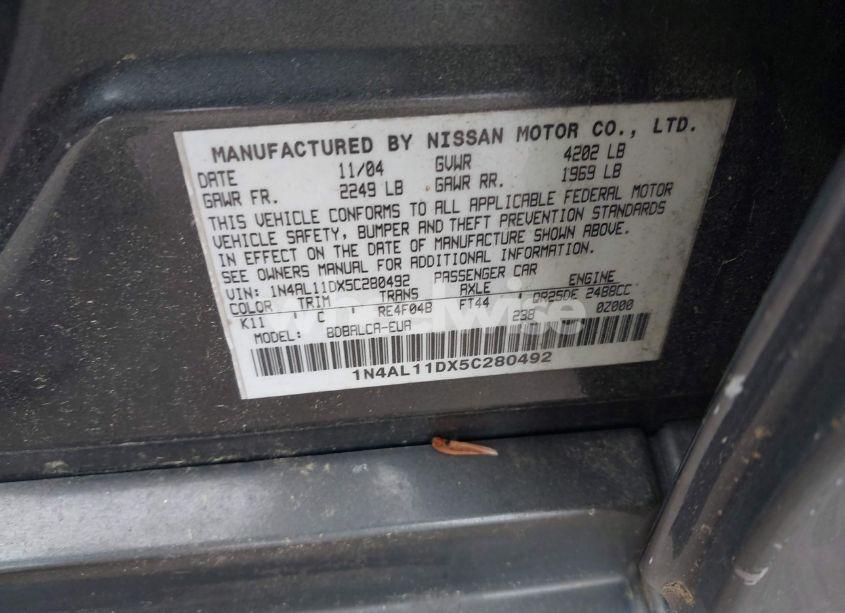 MANUFACTURED BY NISSAN MOTOR CO., LTD.
DATE 11/04 GVWR 4202 LB
GAWR FR. 2249 LB GAWR RR. 1969 LB
THIS VEHICLE CONFORMS TO ALL APPLICABLE FEDERAL MOTOR
VEHICLE SAFETY, BUMPER AND THEFT PREVENTION STANDARDS
IN EFFECT ON THE DATE OF MANUFACTURE SHOWN ABOVE.
SEE OWNERS MANUAL FOR ADDITIONAL INFORMATION.
VIN: 1N4AL11DX5C280492 PASSENGER CAR
COLOR TRIM TRANS AXLE ENGINE
K11 ' C ' RE4F04B FT44 QR25DE 2488CC
MODEL: BDBALCA-EUA 238 0Z000
1N4AL11DX5C280492